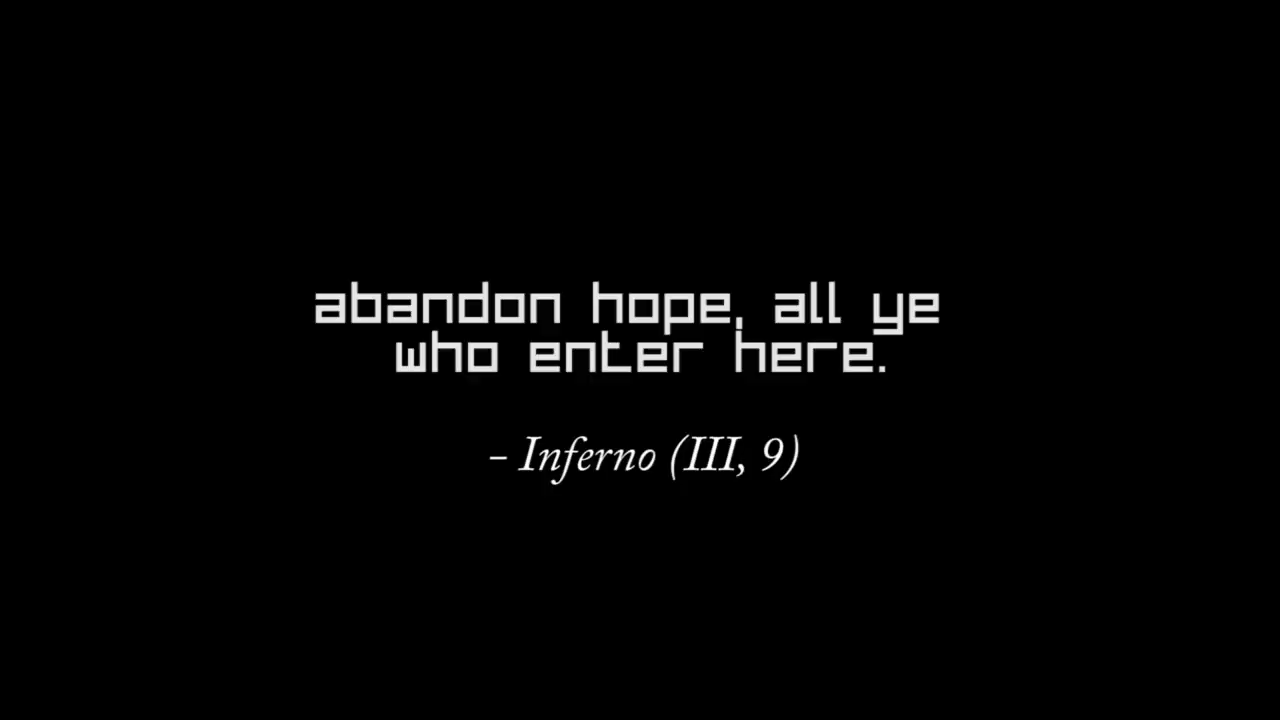 abandon hope, all ye
who enter here.
– Inferno (III, 9)